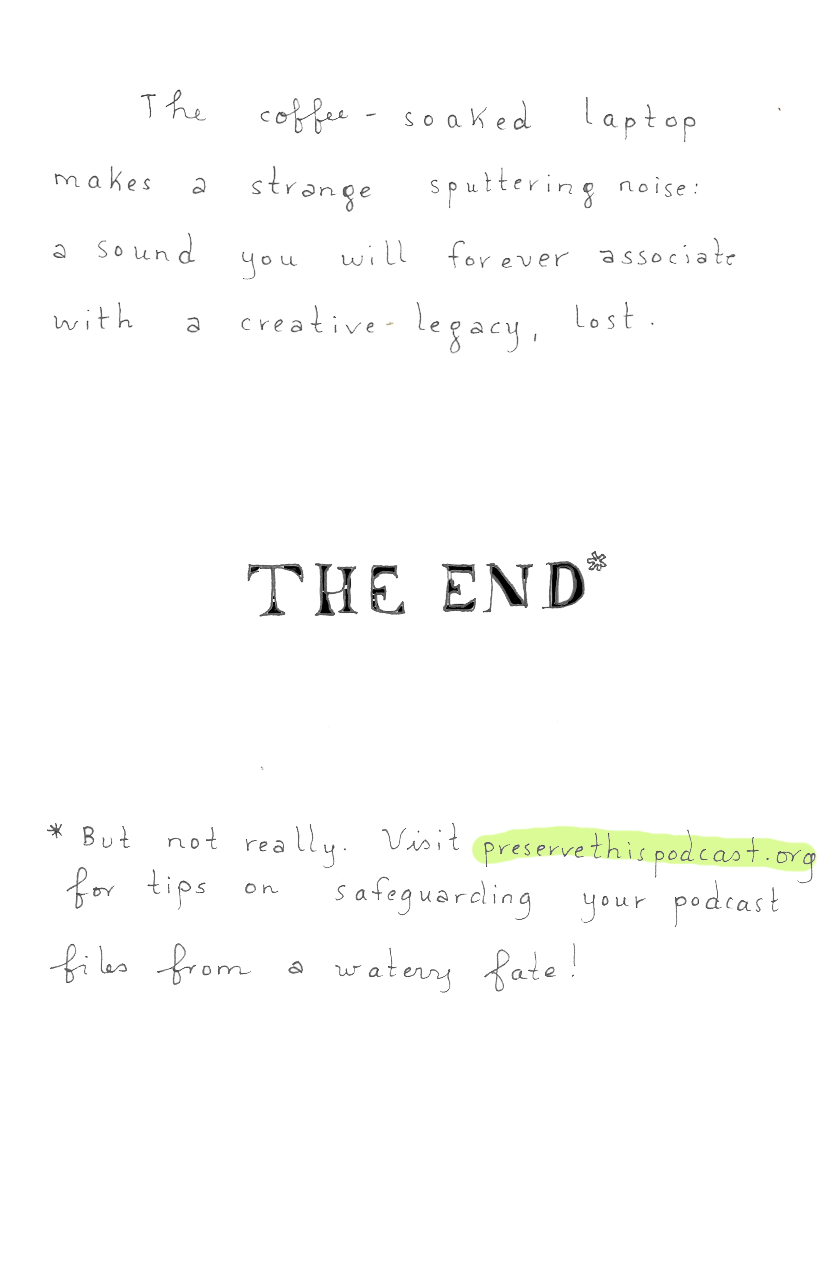 The coffee-soaked laptop
makes a strange sputtering noise:
a sound you will forever associate
with a creative-legacy, lost.
THE END*
* But not really. Visit preservethispodcast.org
for tips on safeguarding your podcast
files from a watery fate!